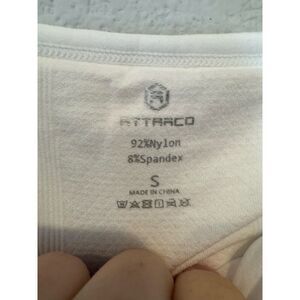 ATTRACO
92%Nylon
8%Spandex
S
MADE IN CHINA